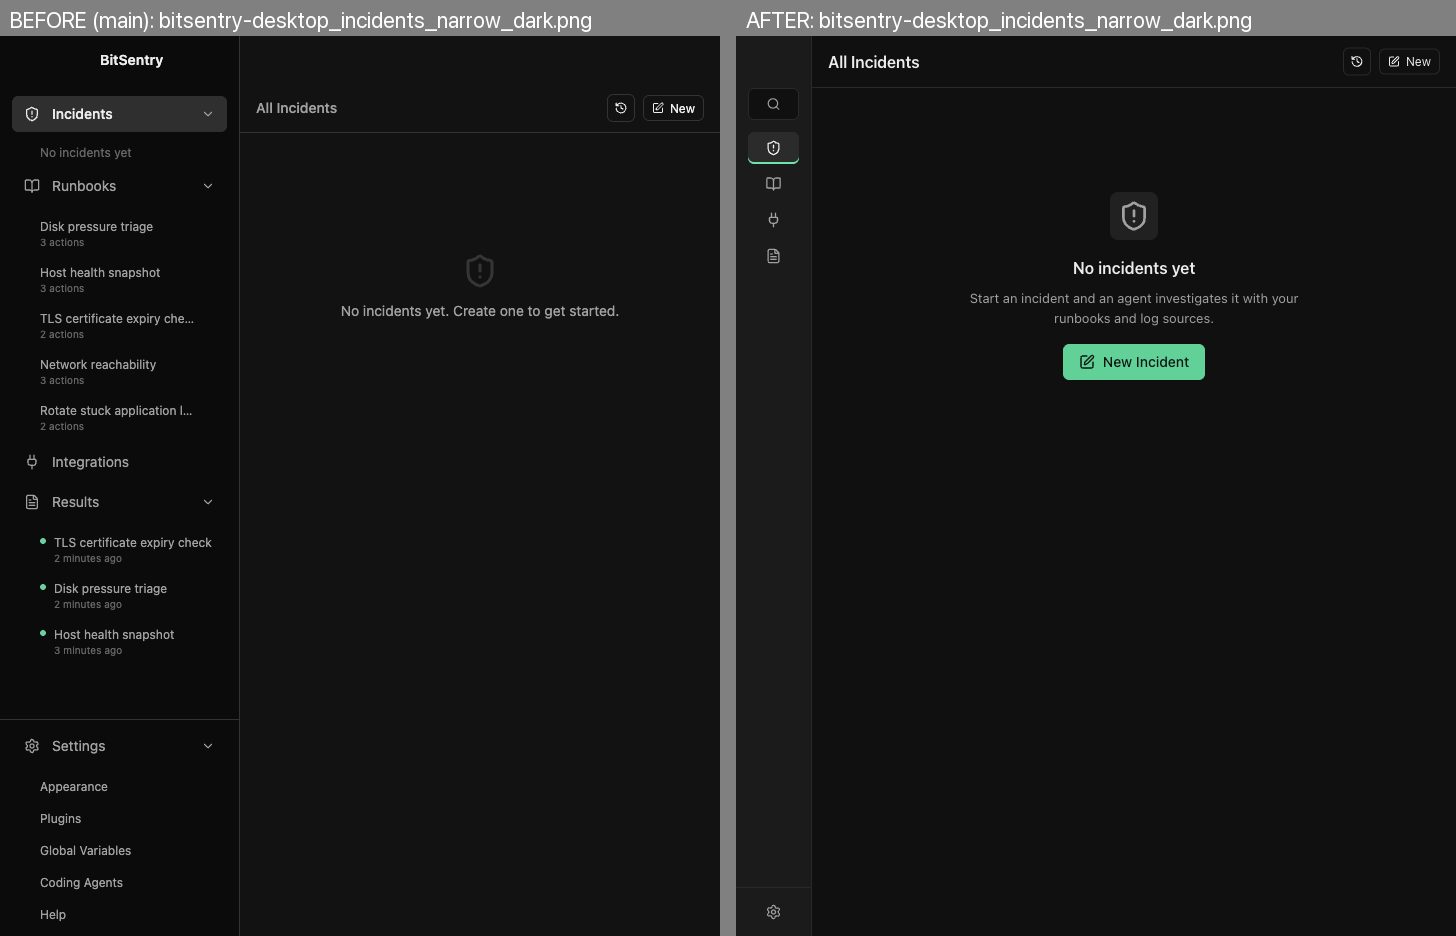 BEFORE (main): bitsentry-desktop_incidents_narrow_dark.png
BitSentry
Incidents
No incidents yet
Runbooks
Disk pressure triage
3 actions
Host health snapshot
3 actions
TLS certificate expiry che...
2 actions
Network reachability
3 actions
Rotate stuck application l...
2 actions
Integrations
Results
TLS certificate expiry check
2 minutes ago
Disk pressure triage
2 minutes ago
Host health snapshot
3 minutes ago
Settings
Appearance
Plugins
Global Variables
Coding Agents
Help
All Incidents
New
No incidents yet. Create one to get started.
AFTER: bitsentry-desktop_incidents_narrow_dark.png
All Incidents
New
No incidents yet
Start an incident and an agent investigates it with your
runbooks and log sources.
New Incident